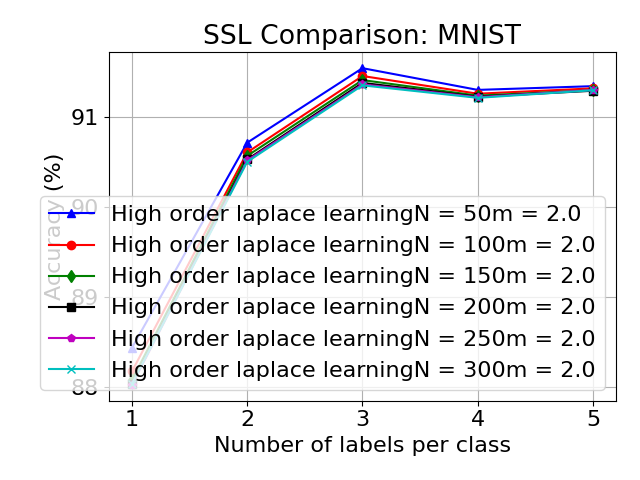 SSL Comparison: MNIST
Accuracy (%)
91
90
89
88
High order laplace learningN = 50m = 2.0
High order laplace learningN = 100m = 2.0
High order laplace learningN = 150m = 2.0
High order laplace learningN = 200m = 2.0
High order laplace learningN = 250m = 2.0
High order laplace learningN = 300m = 2.0
1 2 3 4 5
Number of labels per class